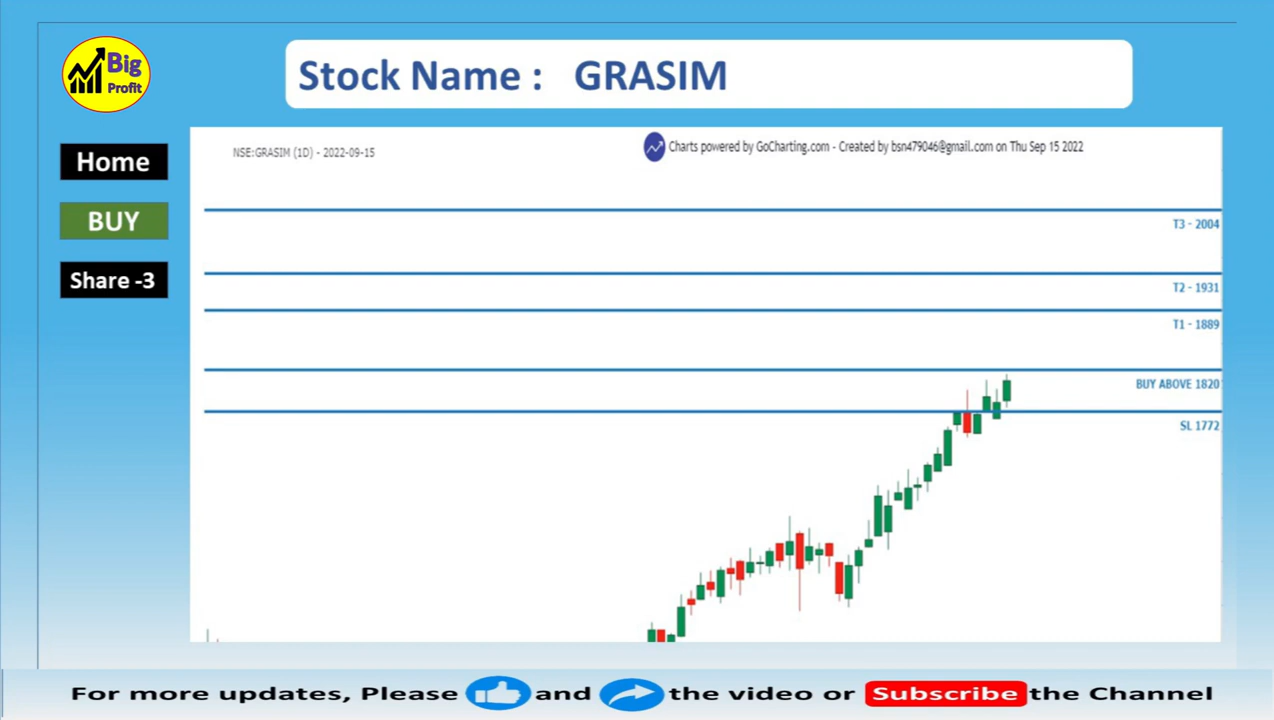 Big
Profit
Stock Name : GRASIM
Home
BUY
Share -3
NSE:GRASIM (1D) - 2022-09-15
Charts powered by GoCharting.com - Created by bsn479046@gmail.com on Thu Sep 15 2022
T3 - 2004
T2 - 1931
T1 - 1889
BUY ABOVE 1820
SL 1772
For more updates, Please and the video or Subscribe the Channel